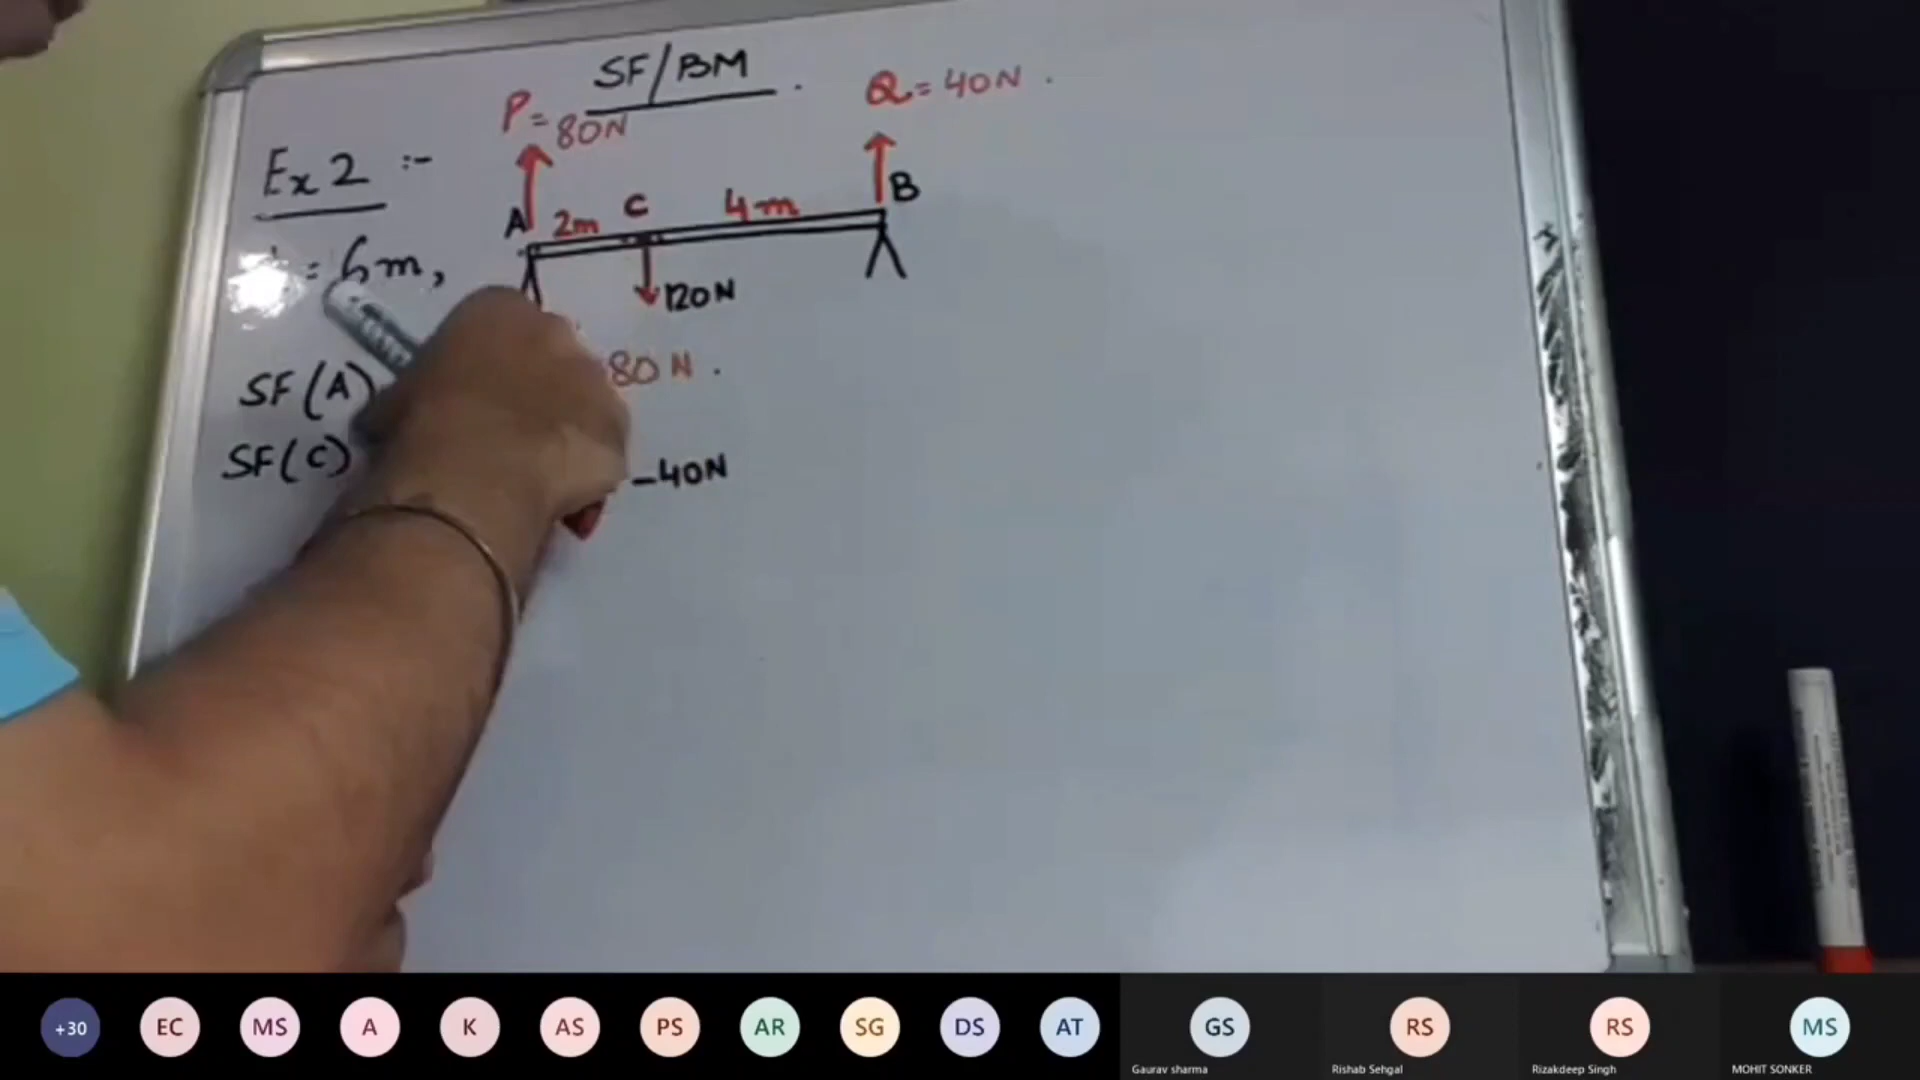 SF/BM .
P = 80N
Q = 40N .
Ex 2 :-
A 2m C 4m B
= 6m,
120N
SF(A) 80 N .
SF(C) -40N
+30 EC MS A K AS PS AR SG DS AT GS RS RS MS
Gaurav sharma Rishab Sehgal Rizakdeep Singh MOHIT SONKER